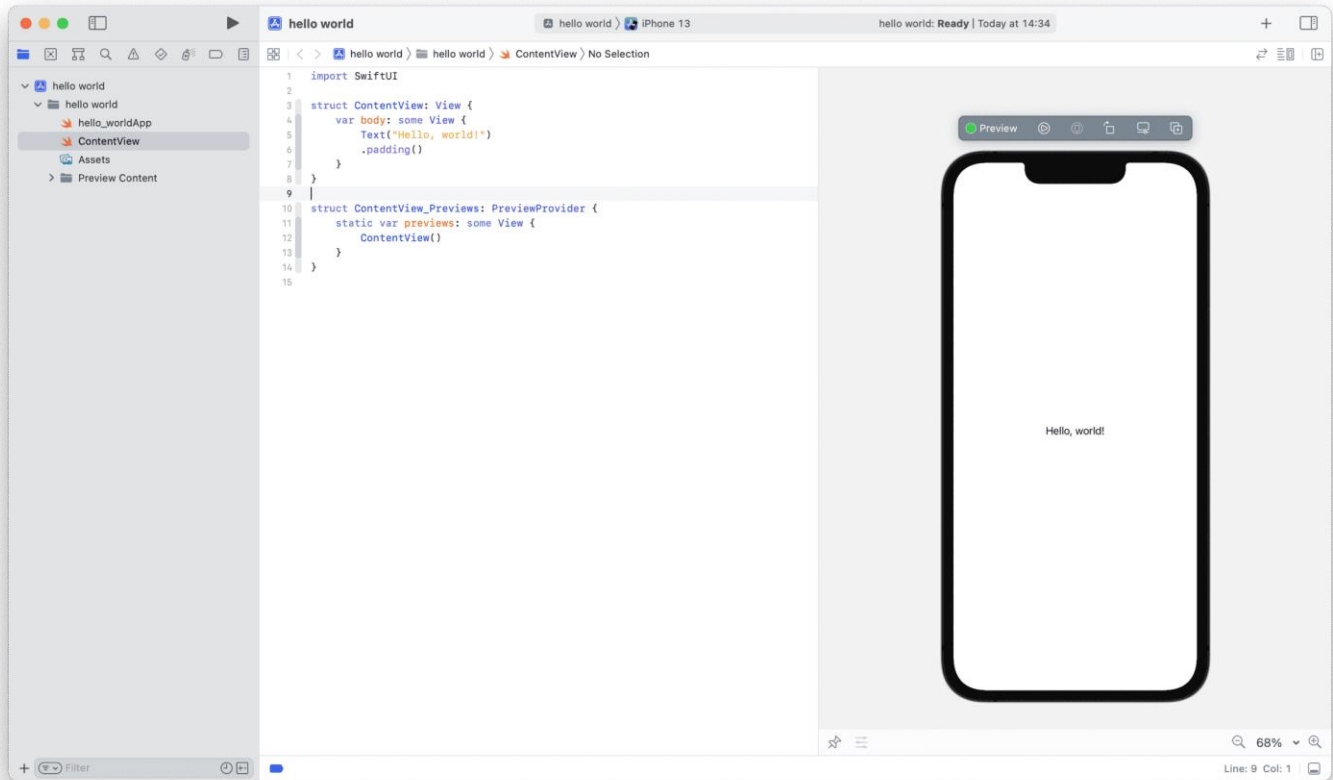 hello world
hello world 〉 iPhone 13
hello world: Ready | Today at 14:34
hello world 〉 hello world 〉 ContentView 〉 No Selection
hello world
hello world
hello_worldApp
ContentView
Assets
Preview Content
1 import SwiftUI
2
3 struct ContentView: View {
4     var body: some View {
5         Text("Hello, world!")
6         .padding()
7     }
8 }
9
10 struct ContentView_Previews: PreviewProvider {
11     static var previews: some View {
12         ContentView()
13     }
14 }
15
Preview
Hello, world!
68%
Filter
Line: 9 Col: 1